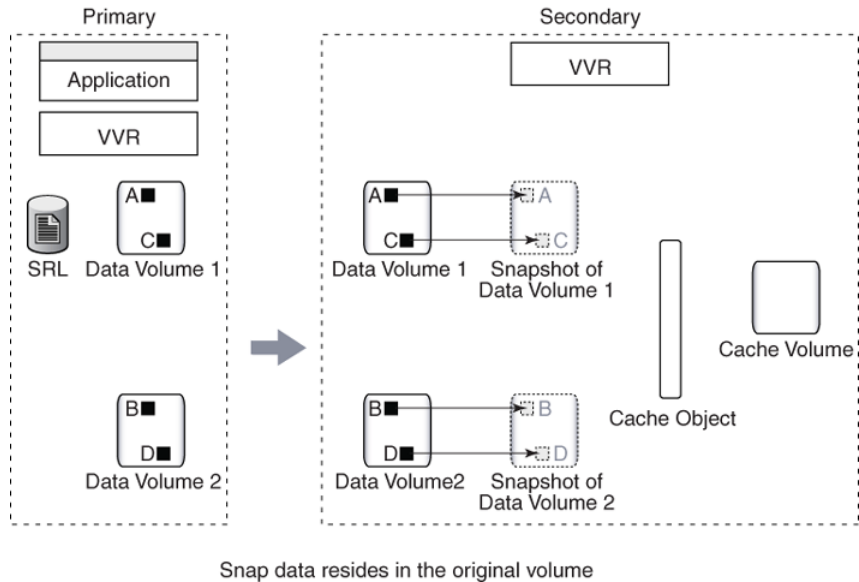 Primary
Secondary
Application
VVR
VVR
A
C
SRL
Data Volume 1
A
C
Data Volume 1
A
C
Snapshot of
Data Volume 1
Cache Volume
Cache Object
B
D
Data Volume 2
B
D
Data Volume2
B
D
Snapshot of
Data Volume 2
Snap data resides in the original volume